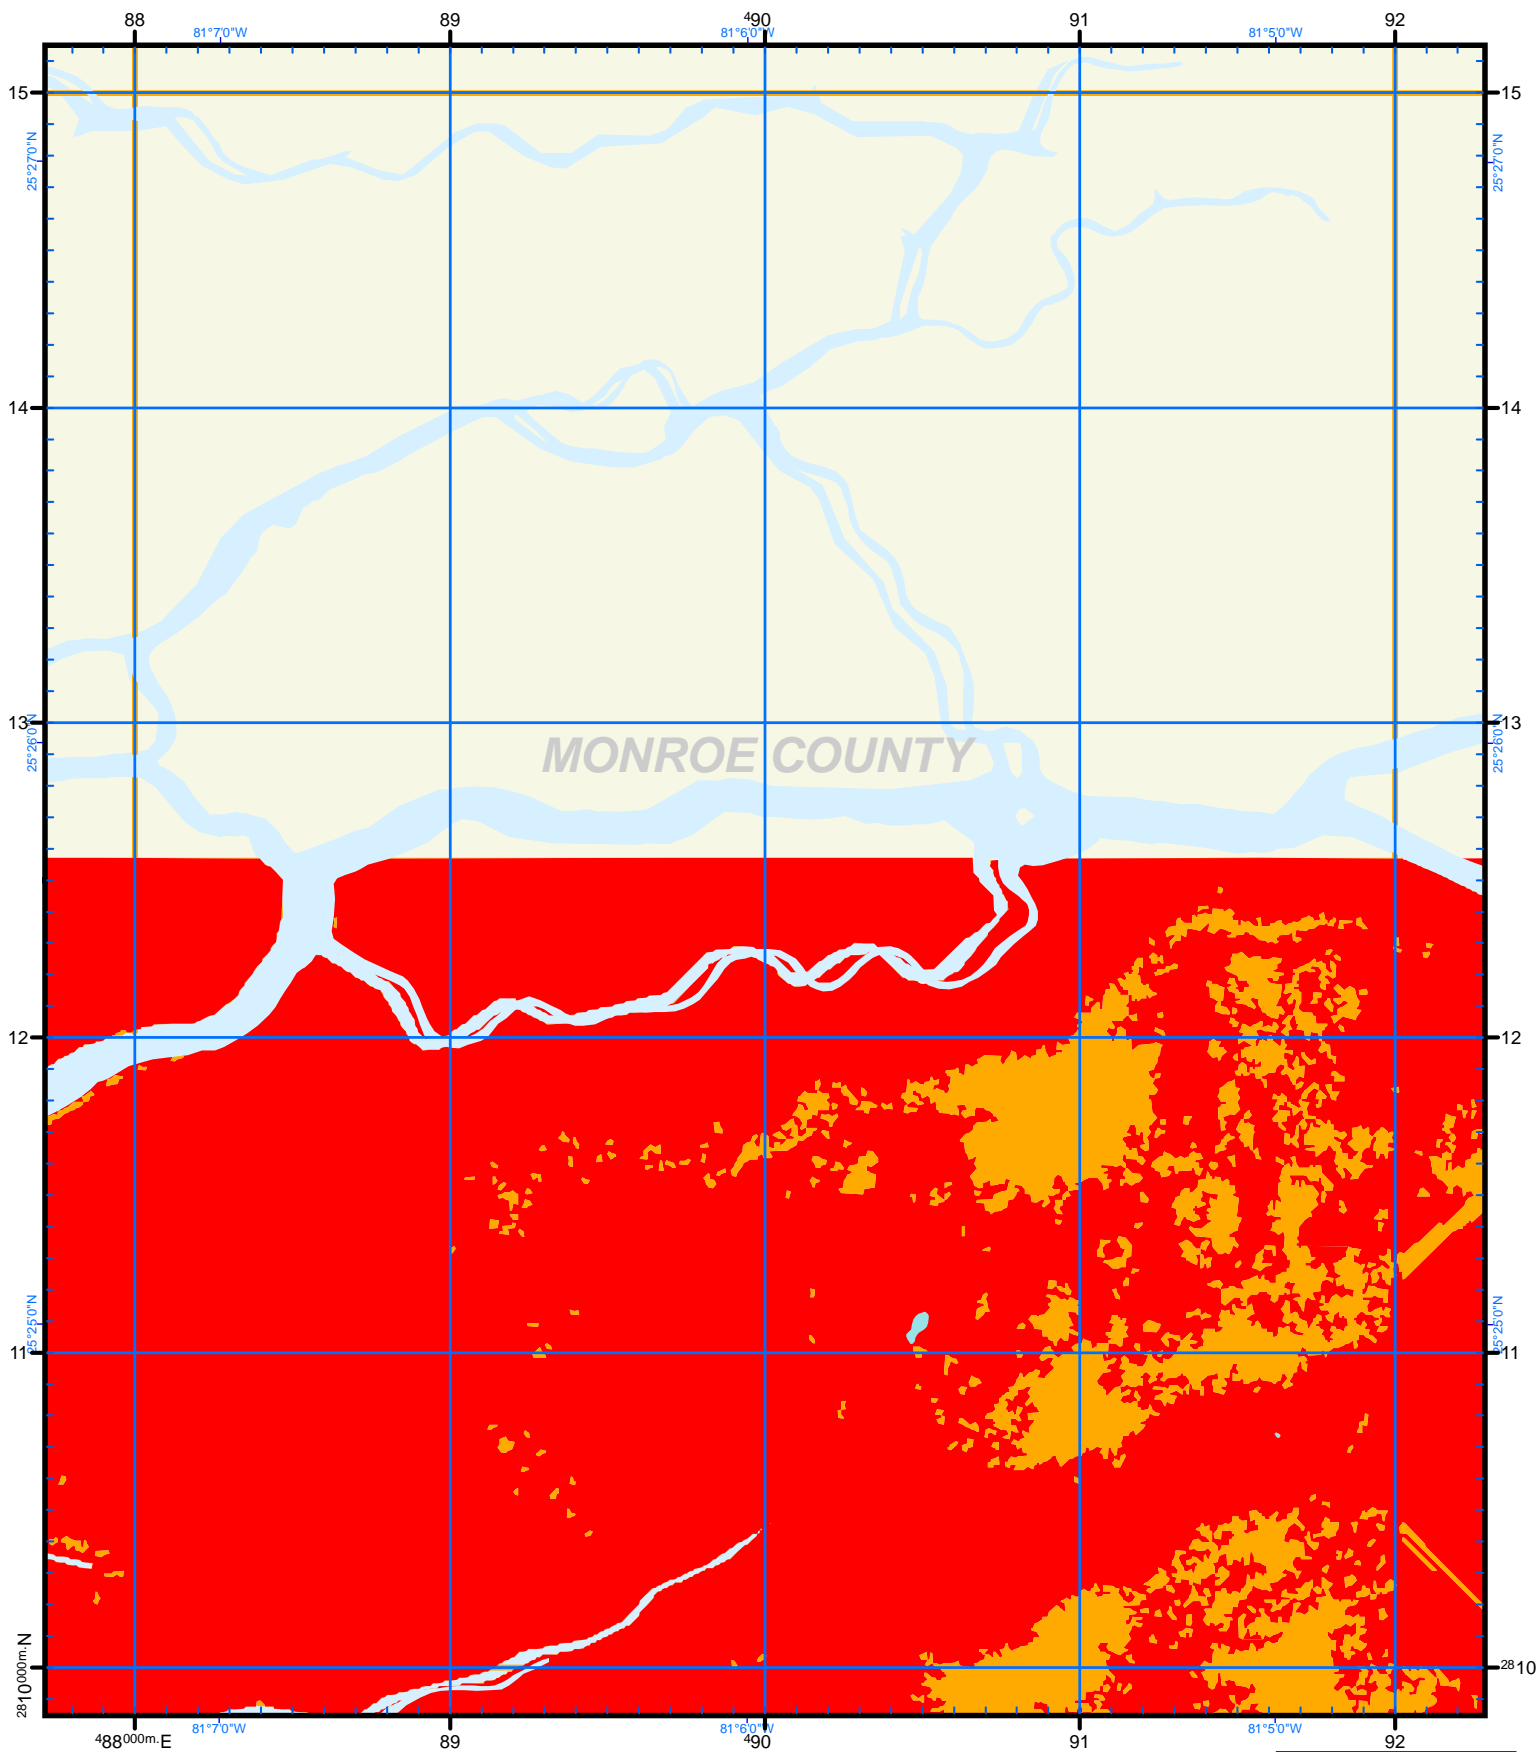 88 89 490 91 92
81°7'0"W 81°6'0"W 81°5'0"W
15 15
25°27'0"N 25°27'0"N
14 14
13 13
25°26'0"N 25°26'0"N
MONROE COUNTY
12 12
25°25'0"N 25°25'0"N
11 11
2810000m.N 2810
81°7'0"W 81°6'0"W 81°5'0"W
488000m.E 89 490 91 92